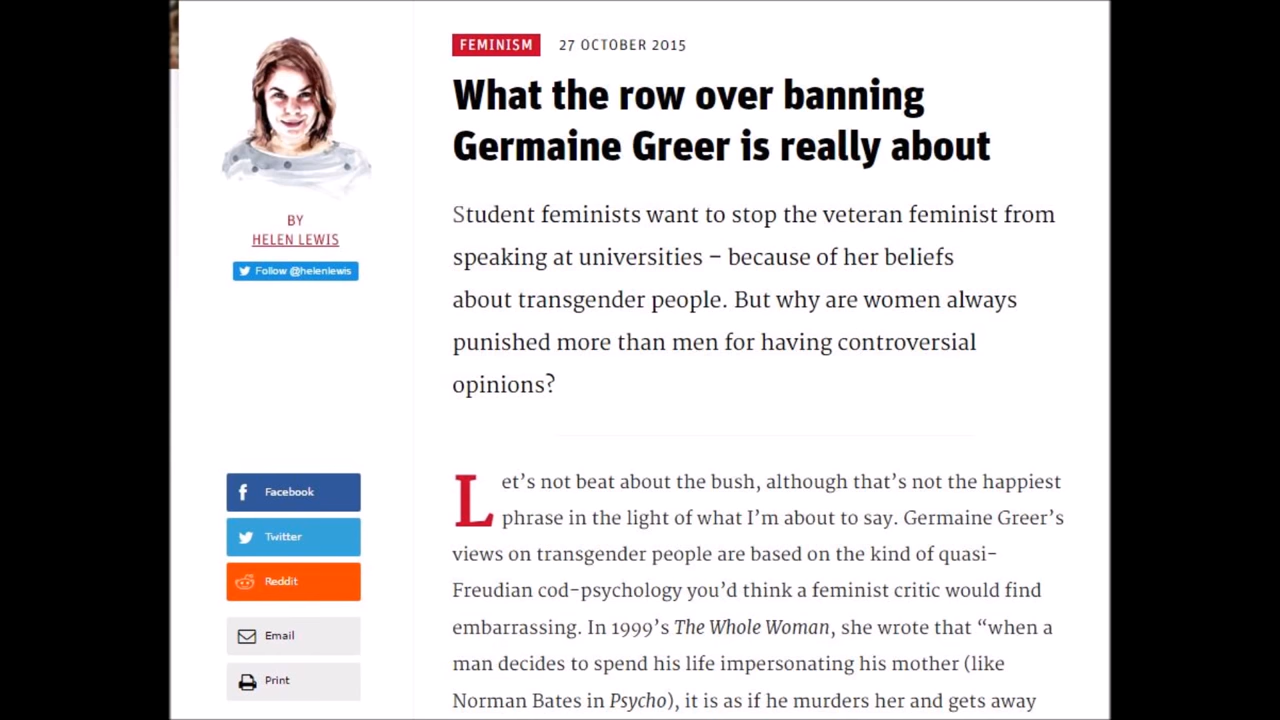 FEMINISM 27 OCTOBER 2015
What the row over banning
Germaine Greer is really about
BY
HELEN LEWIS
Follow @helenlewis
Student feminists want to stop the veteran feminist from
speaking at universities – because of her beliefs
about transgender people. But why are women always
punished more than men for having controversial
opinions?
Facebook
Twitter
Reddit
Email
Print
Let’s not beat about the bush, although that’s not the happiest
phrase in the light of what I’m about to say. Germaine Greer’s
views on transgender people are based on the kind of quasi-
Freudian cod-psychology you’d think a feminist critic would find
embarrassing. In 1999’s The Whole Woman, she wrote that “when a
man decides to spend his life impersonating his mother (like
Norman Bates in Psycho), it is as if he murders her and gets away